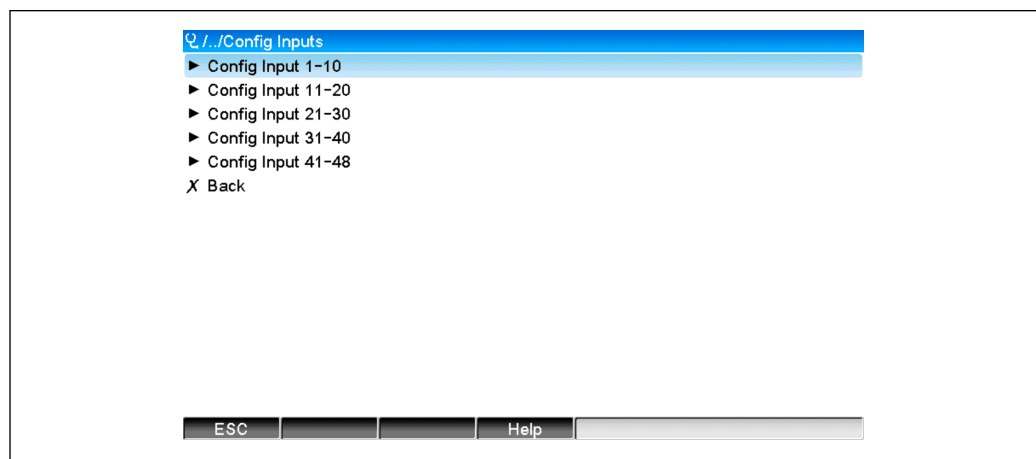 /../Config Inputs
► Config Input 1-10
► Config Input 11-20
► Config Input 21-30
► Config Input 31-40
► Config Input 41-48
X Back
ESC Help